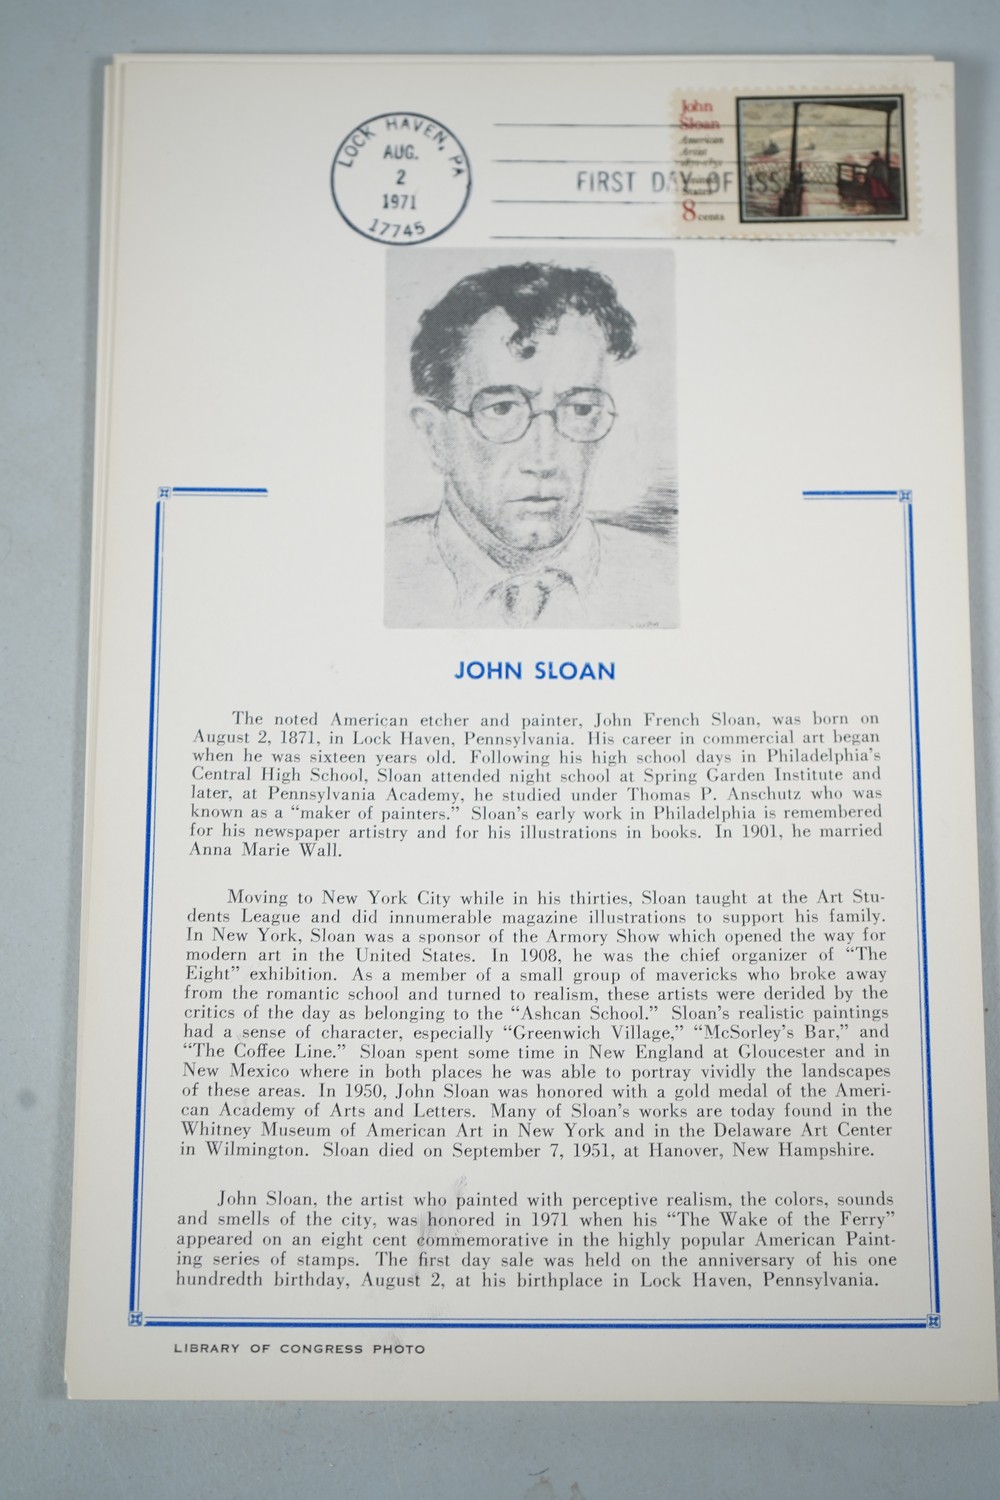 LOCK HAVEN, PA
AUG.
2
1971
17745
FIRST DAY OF ISSUE
John
Sloan
American
Artist
8 cents
JOHN SLOAN
The noted American etcher and painter, John French Sloan, was born on
August 2, 1871, in Lock Haven, Pennsylvania. His career in commercial art began
when he was sixteen years old. Following his high school days in Philadelphia's
Central High School, Sloan attended night school at Spring Garden Institute and
later, at Pennsylvania Academy, he studied under Thomas P. Anschutz who was
known as a “maker of painters.” Sloan's early work in Philadelphia is remembered
for his newspaper artistry and for his illustrations in books. In 1901, he married
Anna Marie Wall.
Moving to New York City while in his thirties, Sloan taught at the Art Stu-
dents League and did innumerable magazine illustrations to support his family.
In New York, Sloan was a sponsor of the Armory Show which opened the way for
modern art in the United States. In 1908, he was the chief organizer of “The
Eight” exhibition. As a member of a small group of mavericks who broke away
from the romantic school and turned to realism, these artists were derided by the
critics of the day as belonging to the “Ashcan School.” Sloan's realistic paintings
had a sense of character, especially “Greenwich Village,” “McSorley's Bar,” and
“The Coffee Line.” Sloan spent some time in New England at Gloucester and in
New Mexico where in both places he was able to portray vividly the landscapes
of these areas. In 1950, John Sloan was honored with a gold medal of the Ameri-
can Academy of Arts and Letters. Many of Sloan's works are today found in the
Whitney Museum of American Art in New York and in the Delaware Art Center
in Wilmington. Sloan died on September 7, 1951, at Hanover, New Hampshire.
John Sloan, the artist who painted with perceptive realism, the colors, sounds
and smells of the city, was honored in 1971 when his “The Wake of the Ferry”
appeared on an eight cent commemorative in the highly popular American Paint-
ing series of stamps. The first day sale was held on the anniversary of his one
hundredth birthday, August 2, at his birthplace in Lock Haven, Pennsylvania.
LIBRARY OF CONGRESS PHOTO